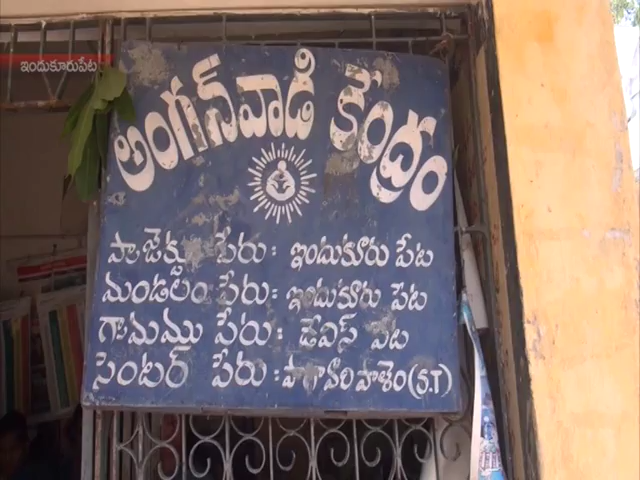 ఇందుకూరుపేట
అంగన్‌వాడి కేంద్రం
ప్రాజెక్టు పేరు: ఇందుకూరు పేట
మండలం పేరు: ఇందుకూరు పేట
గ్రామము పేరు: డేవిస్ పేట
సెంటర్ పేరు: పాళెం(S.T)